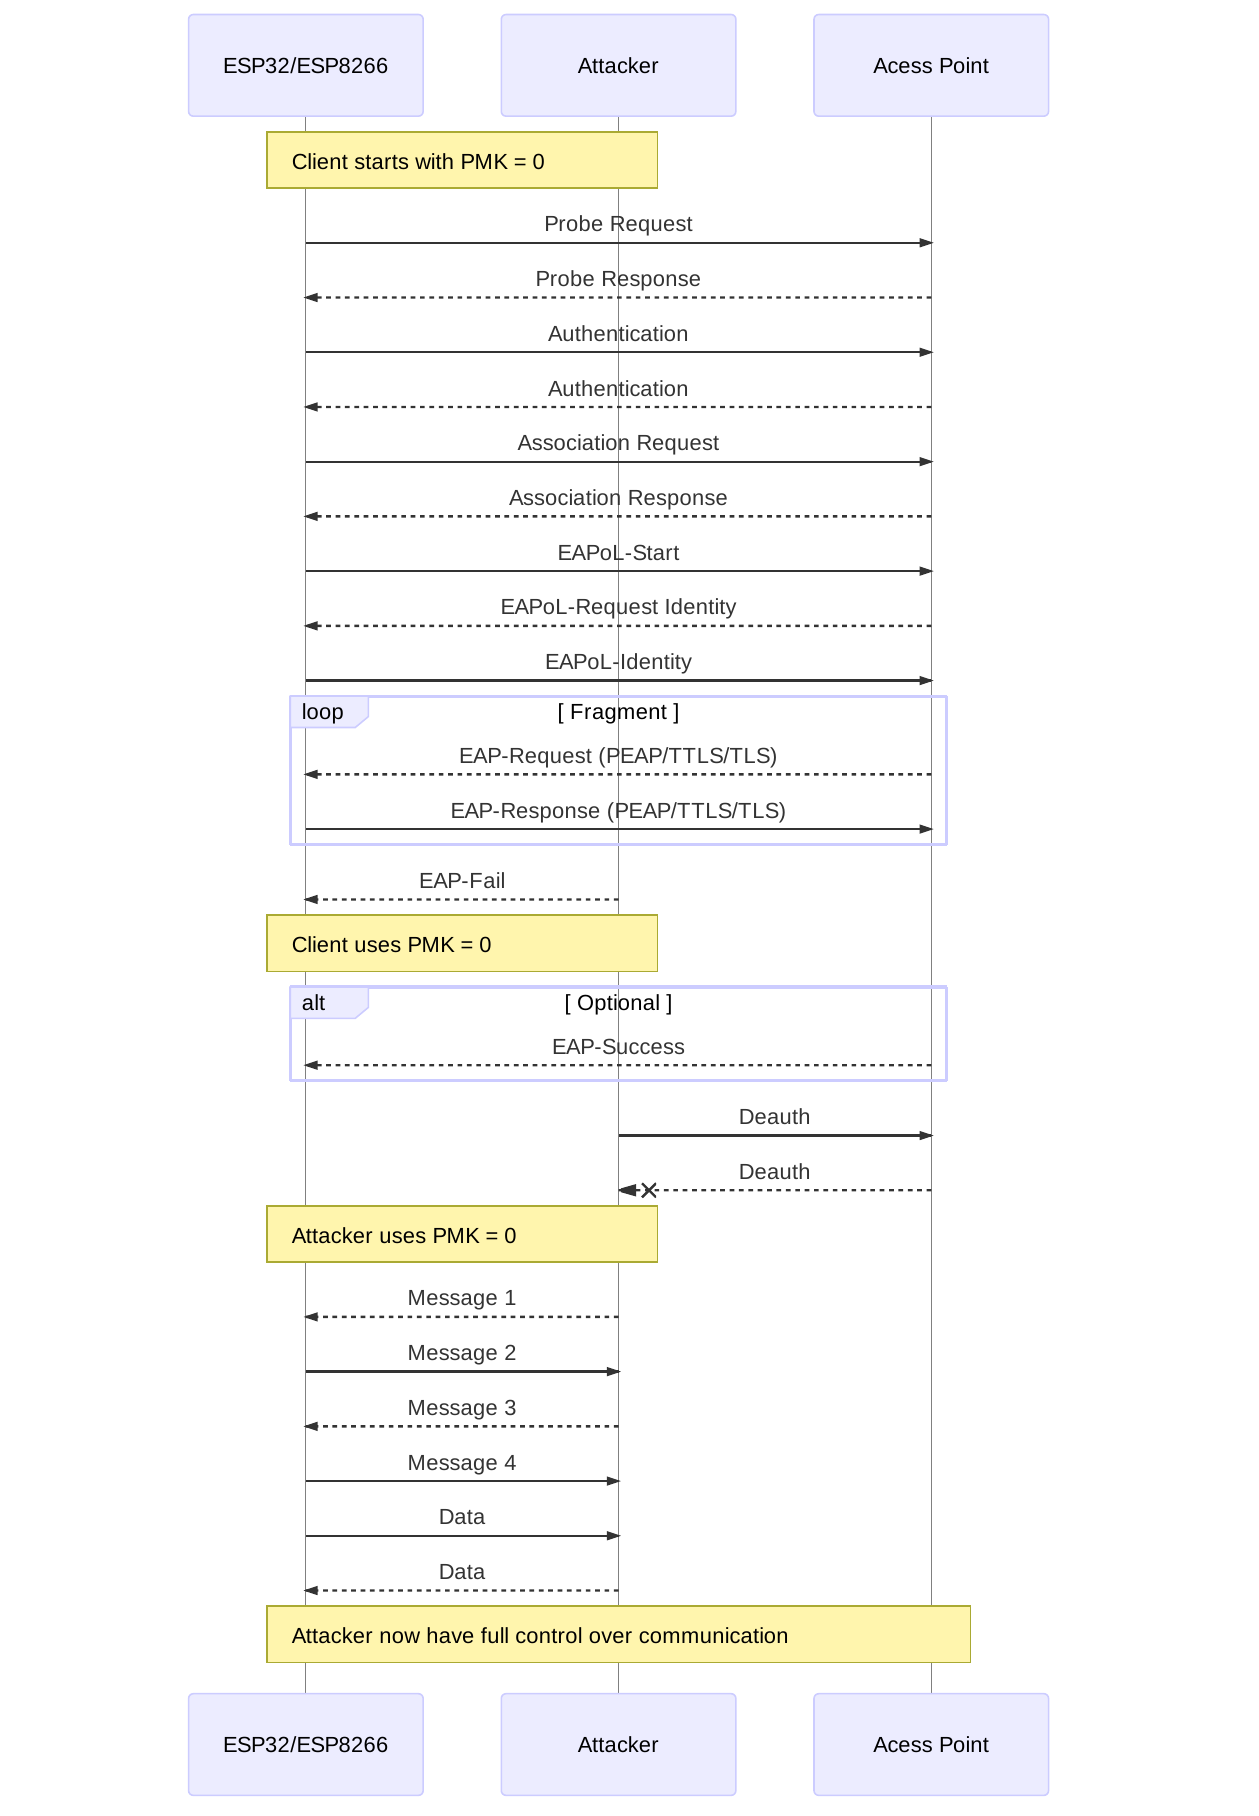 ESP32/ESP8266
Attacker
Acess Point
Client starts with PMK = 0
Probe Request
Probe Response
Authentication
Authentication
Association Request
Association Response
EAPoL-Start
EAPoL-Request Identity
EAPoL-Identity
loop
[ Fragment ]
EAP-Request (PEAP/TTLS/TLS)
EAP-Response (PEAP/TTLS/TLS)
EAP-Fail
Client uses PMK = 0
alt
[ Optional ]
EAP-Success
Deauth
Deauth
Attacker uses PMK = 0
Message 1
Message 2
Message 3
Message 4
Data
Data
Attacker now have full control over communication
ESP32/ESP8266
Attacker
Acess Point